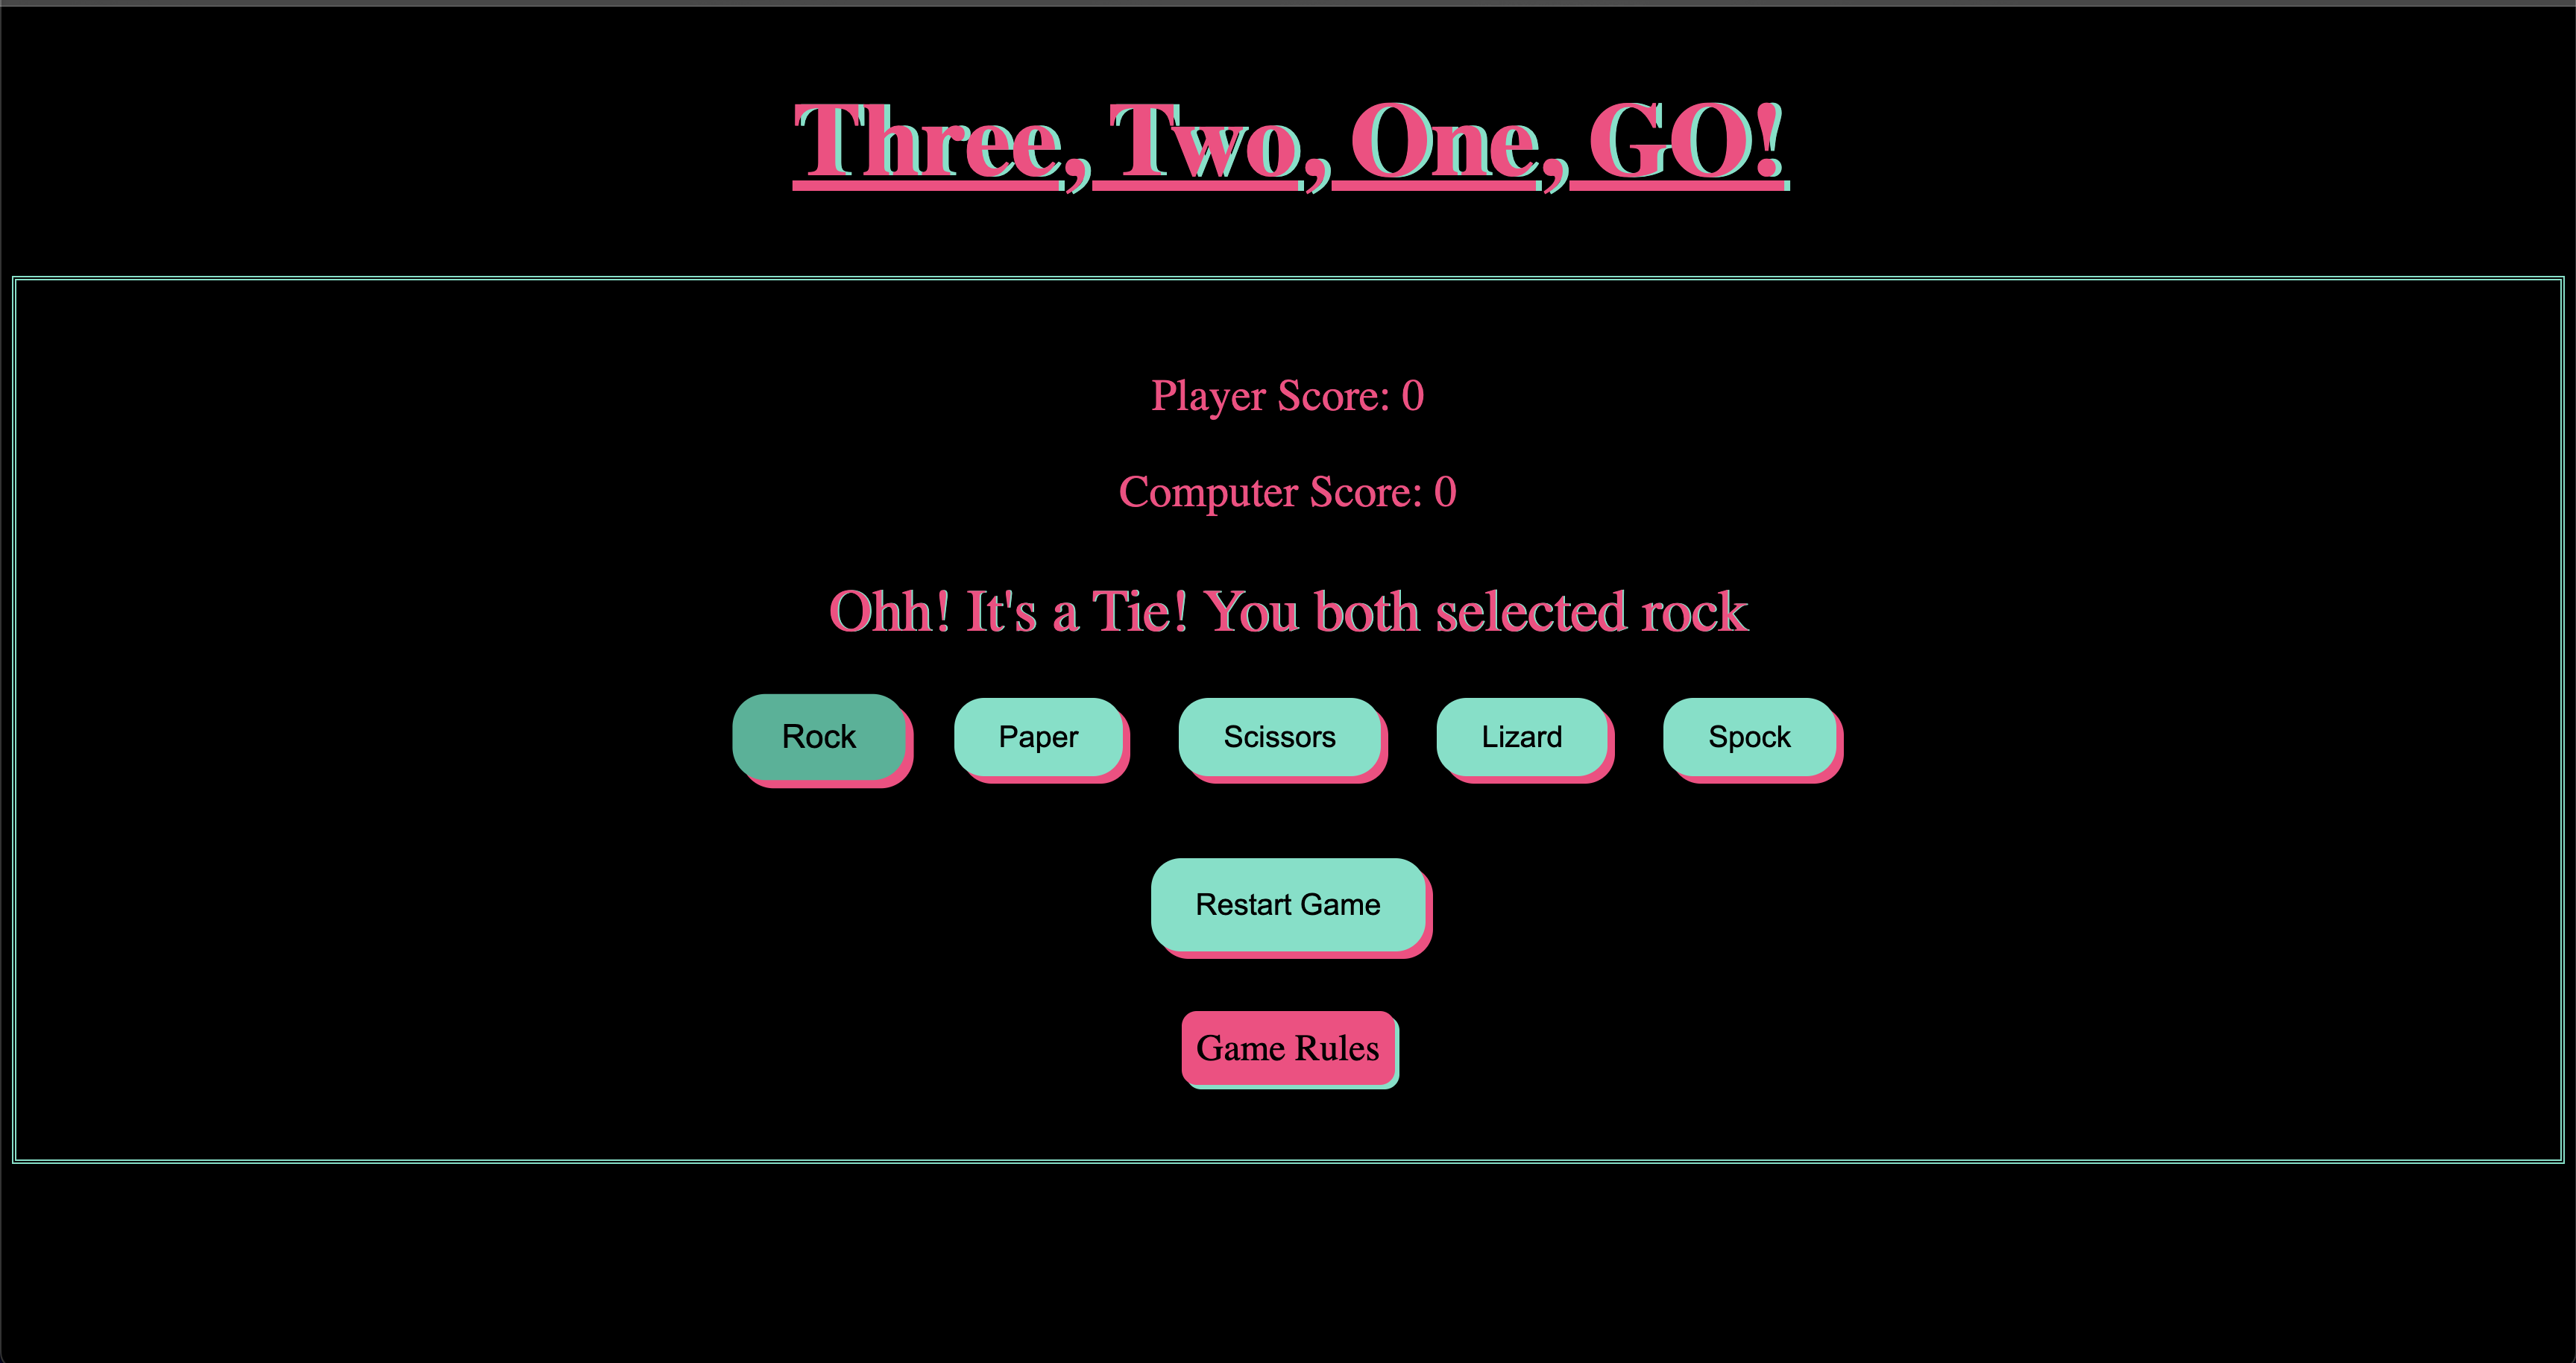 Three, Two, One, GO!
Player Score: 0
Computer Score: 0
Ohh! It's a Tie! You both selected rock
Rock Paper Scissors Lizard Spock
Restart Game
Game Rules